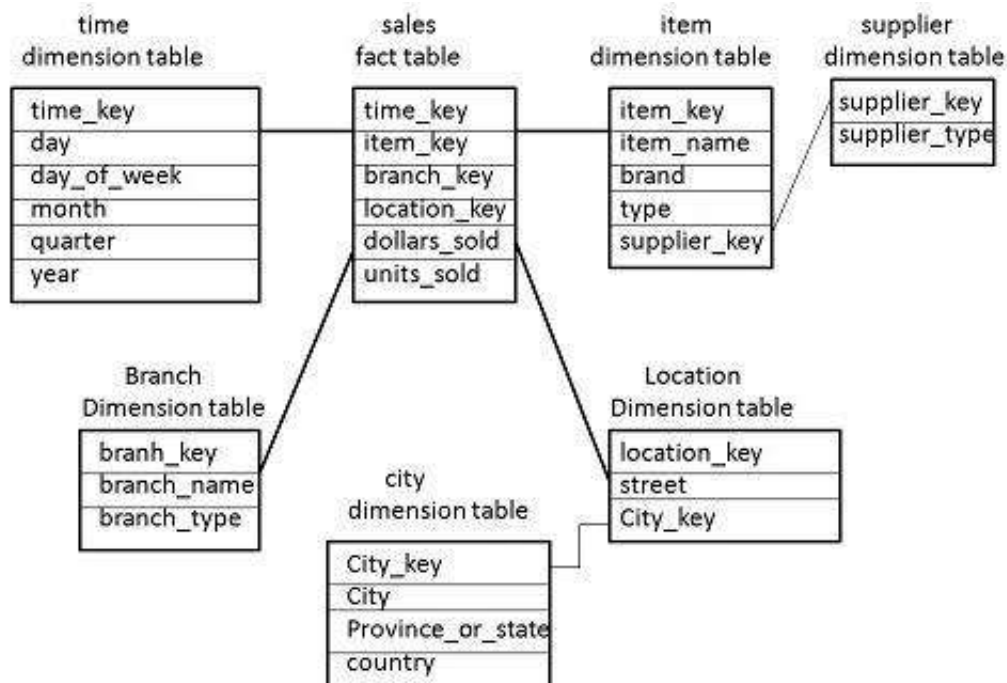 time
dimension table
time_key
day
day_of_week
month
quarter
year
sales
fact table
time_key
item_key
branch_key
location_key
dollars_sold
units_sold
item
dimension table
item_key
item_name
brand
type
supplier_key
supplier
dimension table
supplier_key
supplier_type
Branch
Dimension table
branh_key
branch_name
branch_type
city
dimension table
City_key
City
Province_or_state
country
Location
Dimension table
location_key
street
City_key